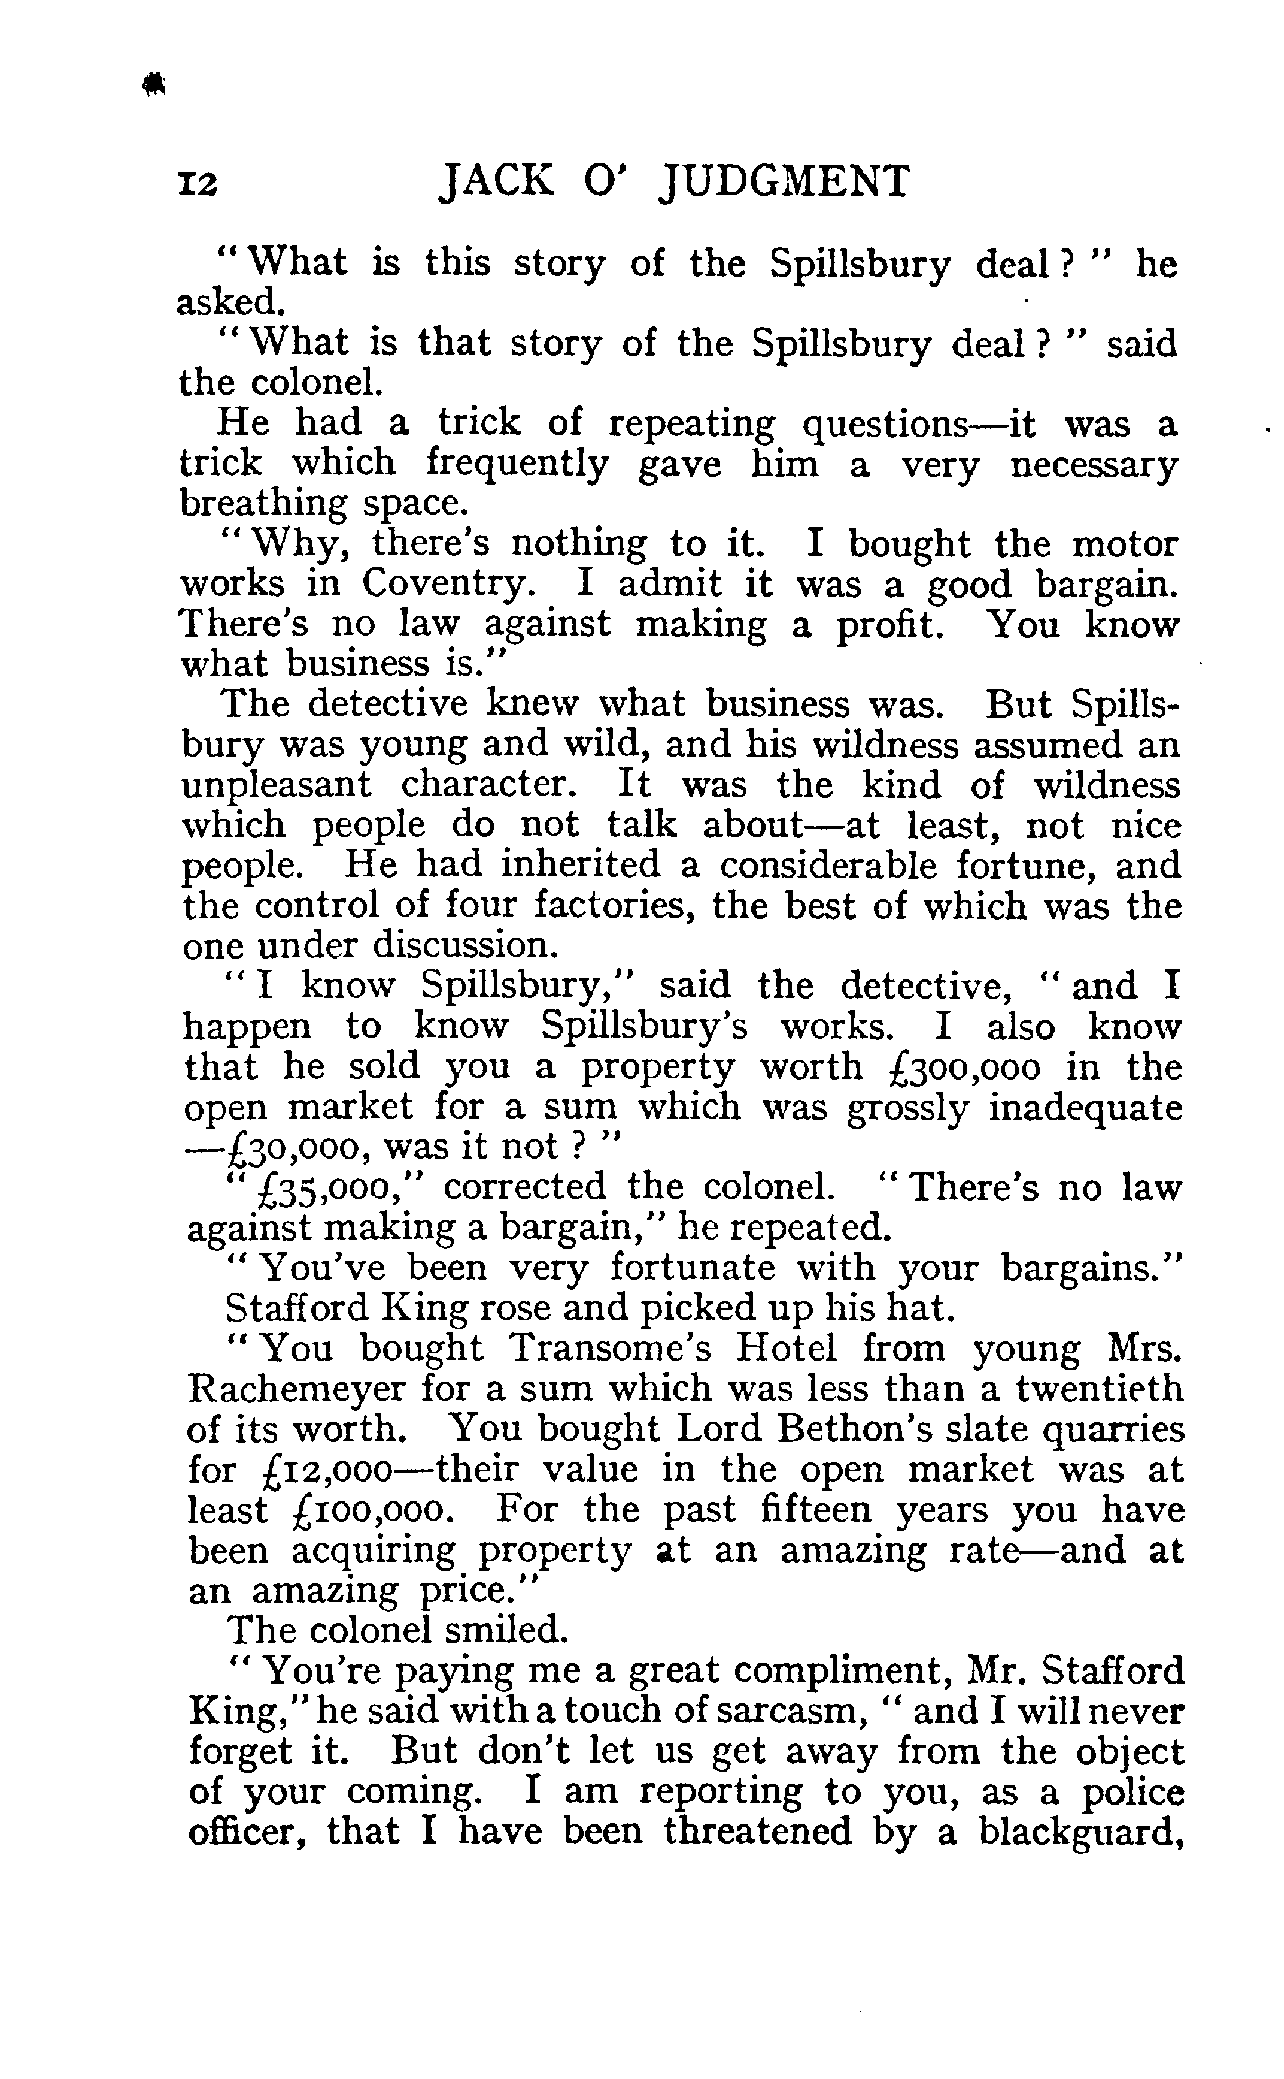 12 JACK O' JUDGMENT
" What is this story of the Spillsbury deal ? " he
asked.
" What is that story of the Spillsbury deal ? " said
the colonel.
He had a trick of repeating questions—it was a
trick which frequently gave him a very necessary
breathing space.
" Why, there's nothing to it. I bought the motor
works in Coventry. I admit it was a good bargain.
There's no law against making a profit. You know
what business is."
The detective knew what business was. But Spills-
bury was young and wild, and his wildness assumed an
unpleasant character. It was the kind of wildness
which people do not talk about—at least, not nice
people. He had inherited a considerable fortune, and
the control of four factories, the best of which was the
one under discussion.
" I know Spillsbury," said the detective, " and I
happen to know Spillsbury's works. I also know
that he sold you a property worth £300,000 in the
open market for a sum which was grossly inadequate
—£30,000, was it not ? "
" £35,000," corrected the colonel. " There's no law
against making a bargain," he repeated.
" You've been very fortunate with your bargains."
Stafford King rose and picked up his hat.
" You bought Transome's Hotel from young Mrs.
Rachemeyer for a sum which was less than a twentieth
of its worth. You bought Lord Bethon's slate quarries
for £12,000—their value in the open market was at
least £100,000. For the past fifteen years you have
been acquiring property at an amazing rate—and at
an amazing price."
The colonel smiled.
" You're paying me a great compliment, Mr. Stafford
King," he said with a touch of sarcasm, " and I will never
forget it. But don't let us get away from the object
of your coming. I am reporting to you, as a police
officer, that I have been threatened by a blackguard,